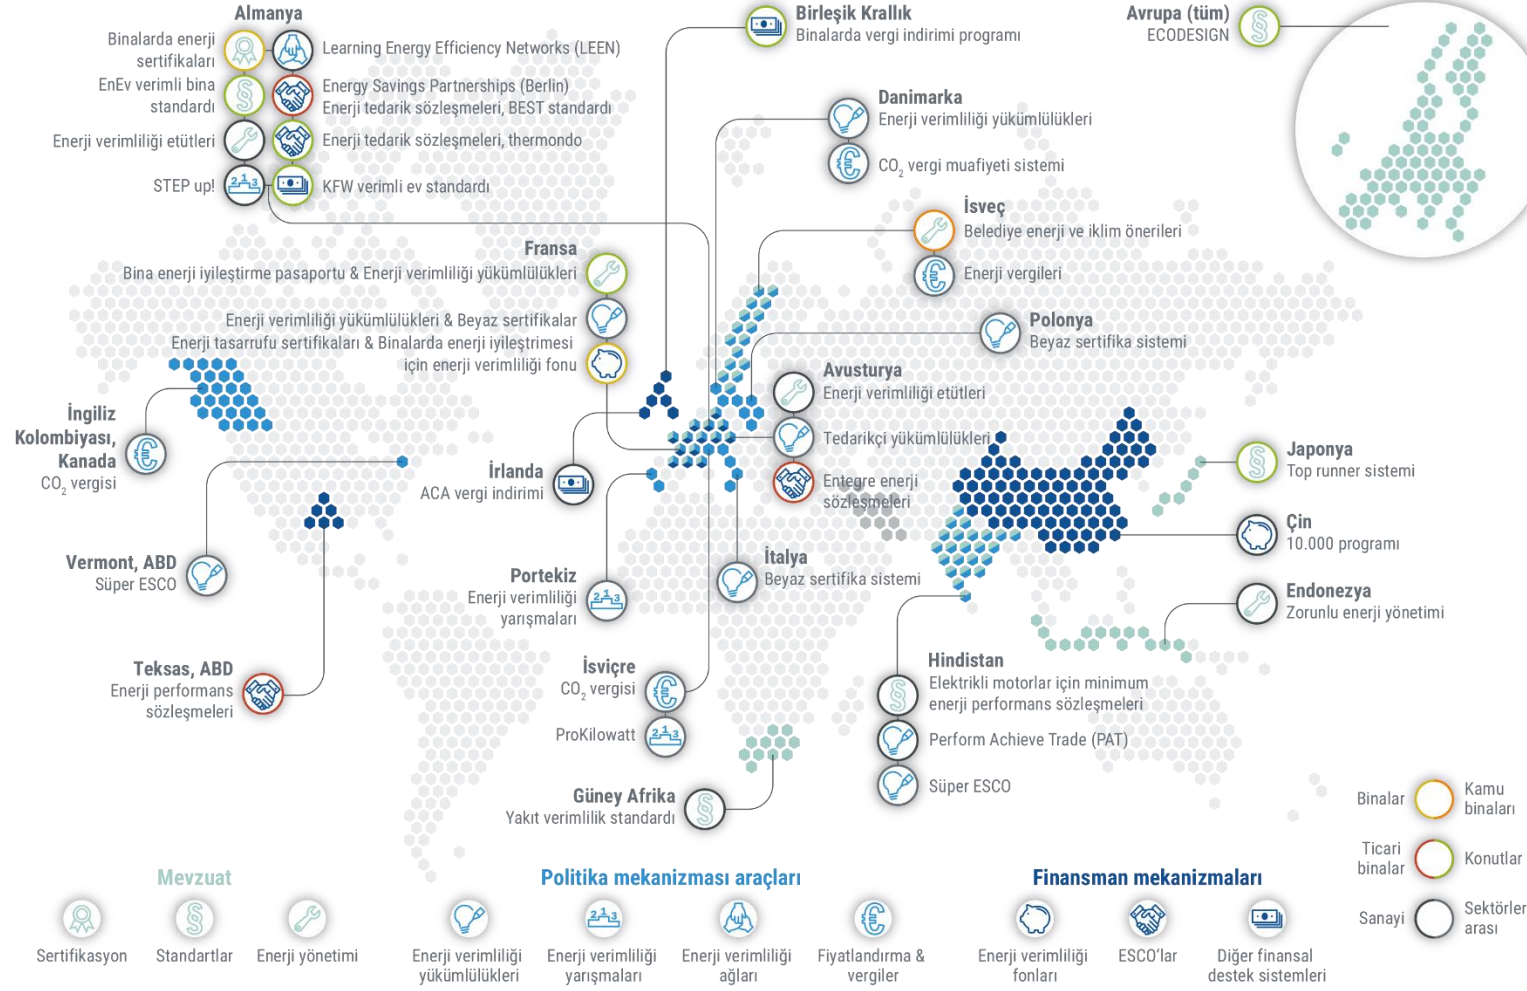 Almanya
Binalarda enerji
sertifikaları
Learning Energy Efficiency Networks (LEEN)
EnEv verimli bina
standardı
Energy Savings Partnerships (Berlin)
Enerji tedarik sözleşmeleri, BEST standardı
Enerji verimliliği etütleri
Enerji tedarik sözleşmeleri, thermondo
STEP up!
KFW verimli ev standardı
Birleşik Krallık
Binalarda vergi indirimi programı
Avrupa (tüm)
ECODESIGN
Danimarka
Enerji verimliliği yükümlülükleri
CO₂ vergi muafiyeti sistemi
İsveç
Belediye enerji ve iklim önerileri
Enerji vergileri
Fransa
Bina enerji iyileştirme pasaportu & Enerji verimliliği yükümlülükleri
Enerji verimliliği yükümlülükleri & Beyaz sertifikalar
Enerji tasarrufu sertifikaları & Binalarda enerji iyileştrimesi
için enerji verimliliği fonu
Polonya
Beyaz sertifika sistemi
Avusturya
Enerji verimliliği etütleri
Tedarikçi yükümlülükleri
Entegre enerji
sözleşmeleri
İngiliz
Kolombiyası,
Kanada
CO₂ vergisi
İrlanda
ACA vergi indirimi
Japonya
Top runner sistemi
Çin
10.000 programı
Vermont, ABD
Süper ESCO
Portekiz
Enerji verimliliği
yarışmaları
İtalya
Beyaz sertifika sistemi
Endonezya
Zorunlu enerji yönetimi
Teksas, ABD
Enerji performans
sözleşmeleri
İsviçre
CO₂ vergisi
ProKilowatt
Hindistan
Elektrikli motorlar için minimum
enerji performans sözleşmeleri
Perform Achieve Trade (PAT)
Süper ESCO
Güney Afrika
Yakıt verimlilik standardı
Binalar
Kamu
binaları
Ticari
binalar
Konutlar
Sanayi
Sektörler
arası
Mevzuat
Sertifikasyon
Standartlar
Enerji yönetimi
Politika mekanizması araçları
Enerji verimliliği
yükümlülükleri
Enerji verimliliği
yarışmaları
Enerji verimliliği
ağları
Fiyatlandırma &
vergiler
Finansman mekanizmaları
Enerji verimliliği
fonları
ESCO'lar
Diğer finansal
destek sistemleri